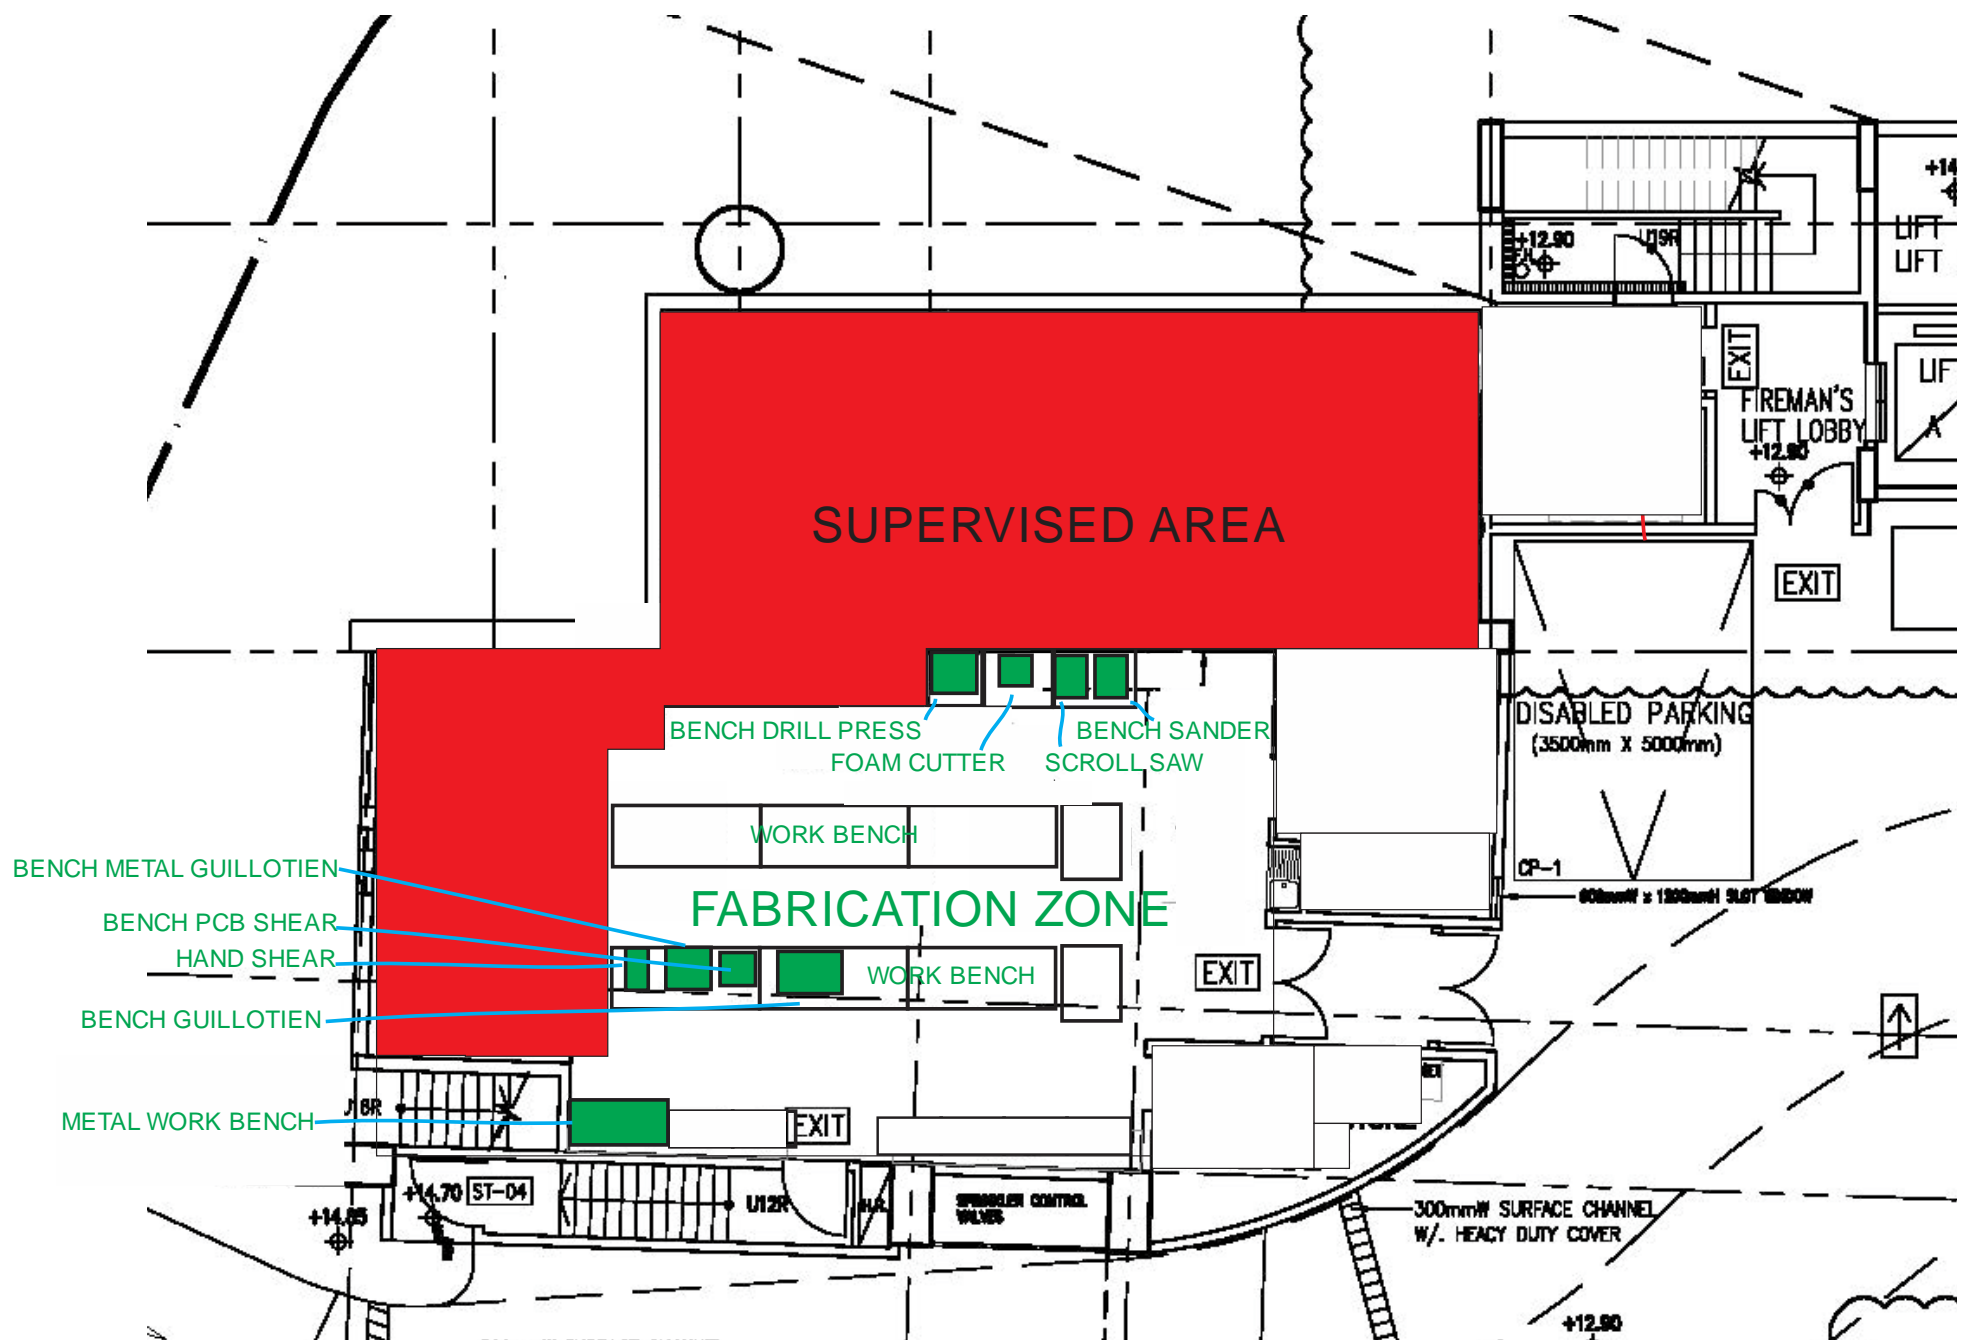 +14
LIFT
LIFT
+12.90
U19R
EXIT
LIF
A
FIREMAN'S
LIFT LOBBY
+12.90
SUPERVISED AREA
EXIT
DISABLED PARKING
(3500mm X 5000mm)
BENCH DRILL PRESS
BENCH SANDER
FOAM CUTTER
SCROLL SAW
WORK BENCH
BENCH METAL GUILLOTIEN
CP-1
FABRICATION ZONE
BENCH PCB SHEAR
HAND SHEAR
WORK BENCH
EXIT
BENCH GUILLOTIEN
METAL WORK BENCH
EXIT
+14.70
ST-04
U12R
H.R.
SPRINKLER CONTROL
VALVES
+14.85
300mmW SURFACE CHANNEL
W/. HEACY DUTY COVER
+12.90